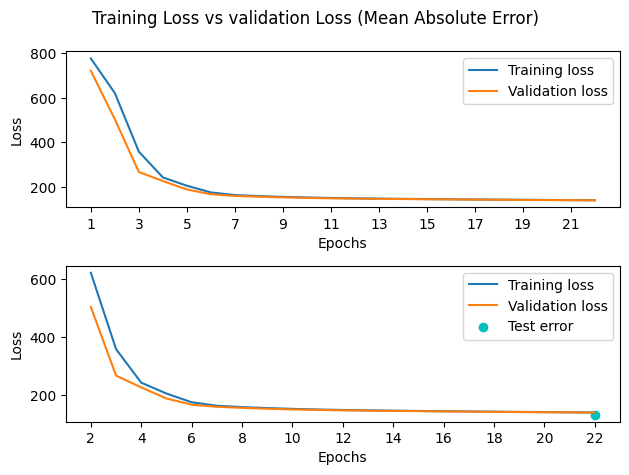 Training Loss vs validation Loss (Mean Absolute Error)
800
600
400
200
Loss
Training loss
Validation loss
1 3 5 7 9 11 13 15 17 19 21
Epochs
600
400
200
Loss
Training loss
Validation loss
Test error
2 4 6 8 10 12 14 16 18 20 22
Epochs